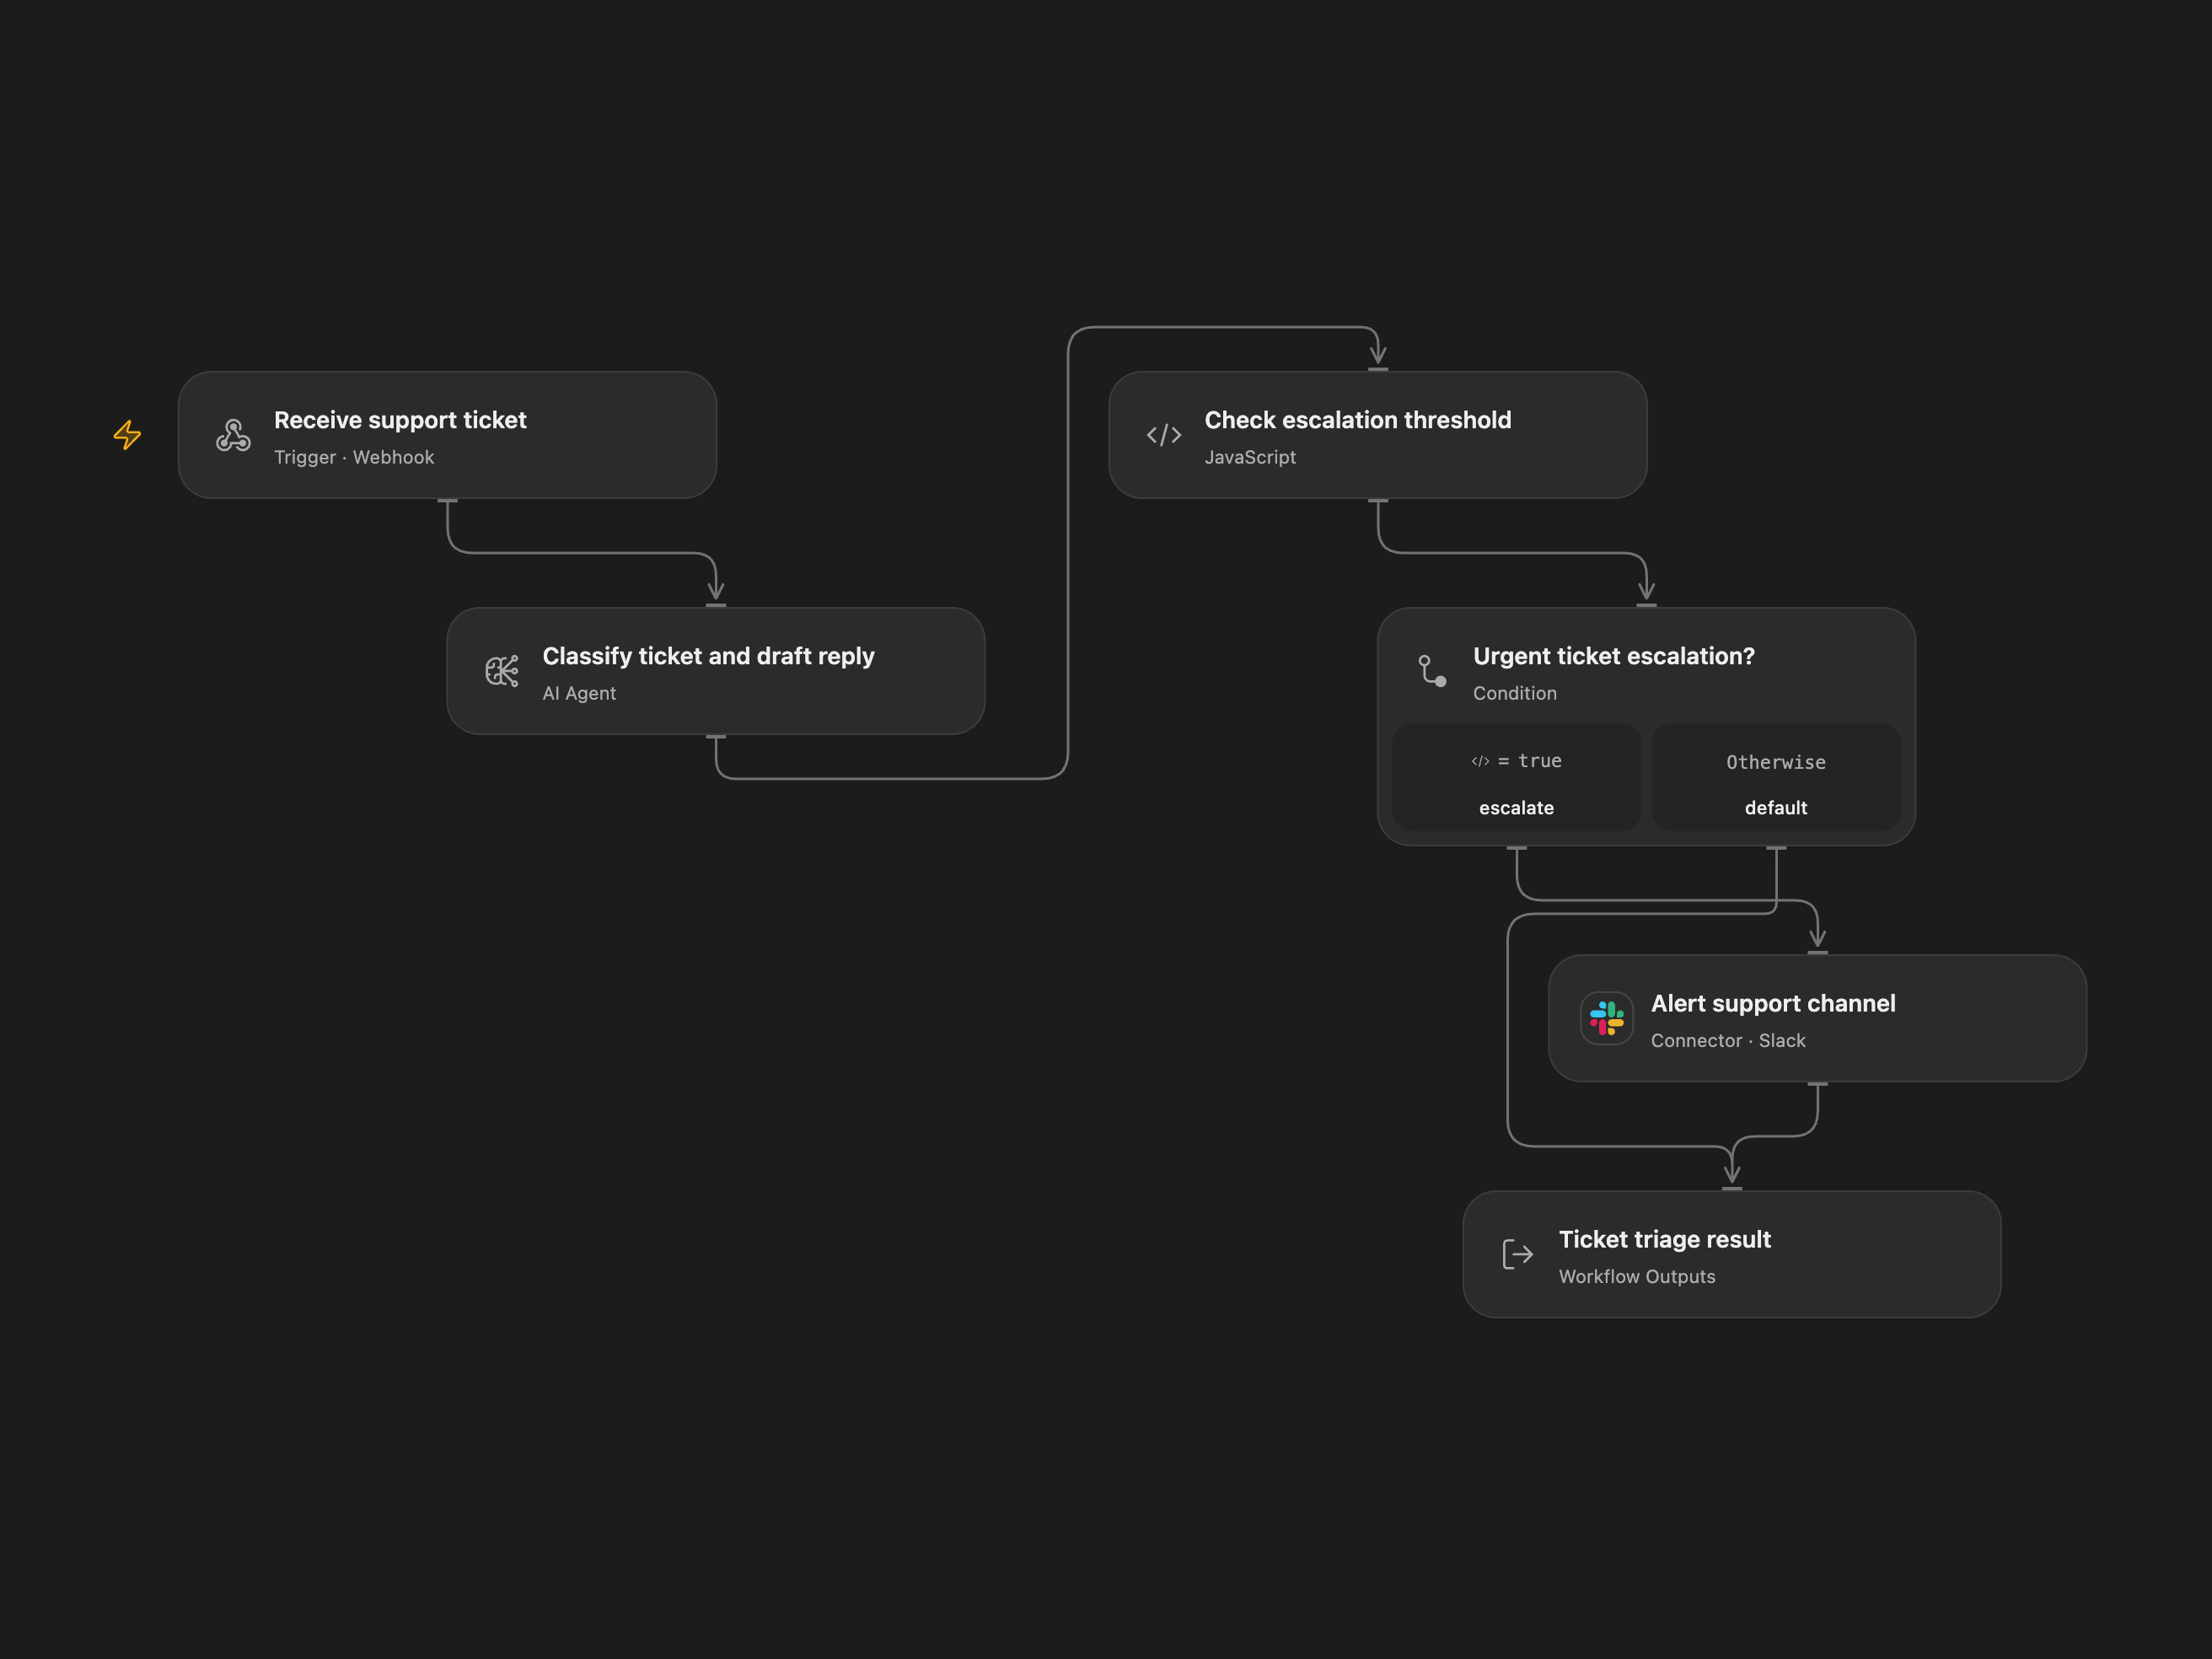 Receive support ticket
Trigger · Webhook
Classify ticket and draft reply
AI Agent
Check escalation threshold
JavaScript
Urgent ticket escalation?
Condition
</> = true
escalate
Otherwise
default
Alert support channel
Connector · Slack
Ticket triage result
Workflow Outputs